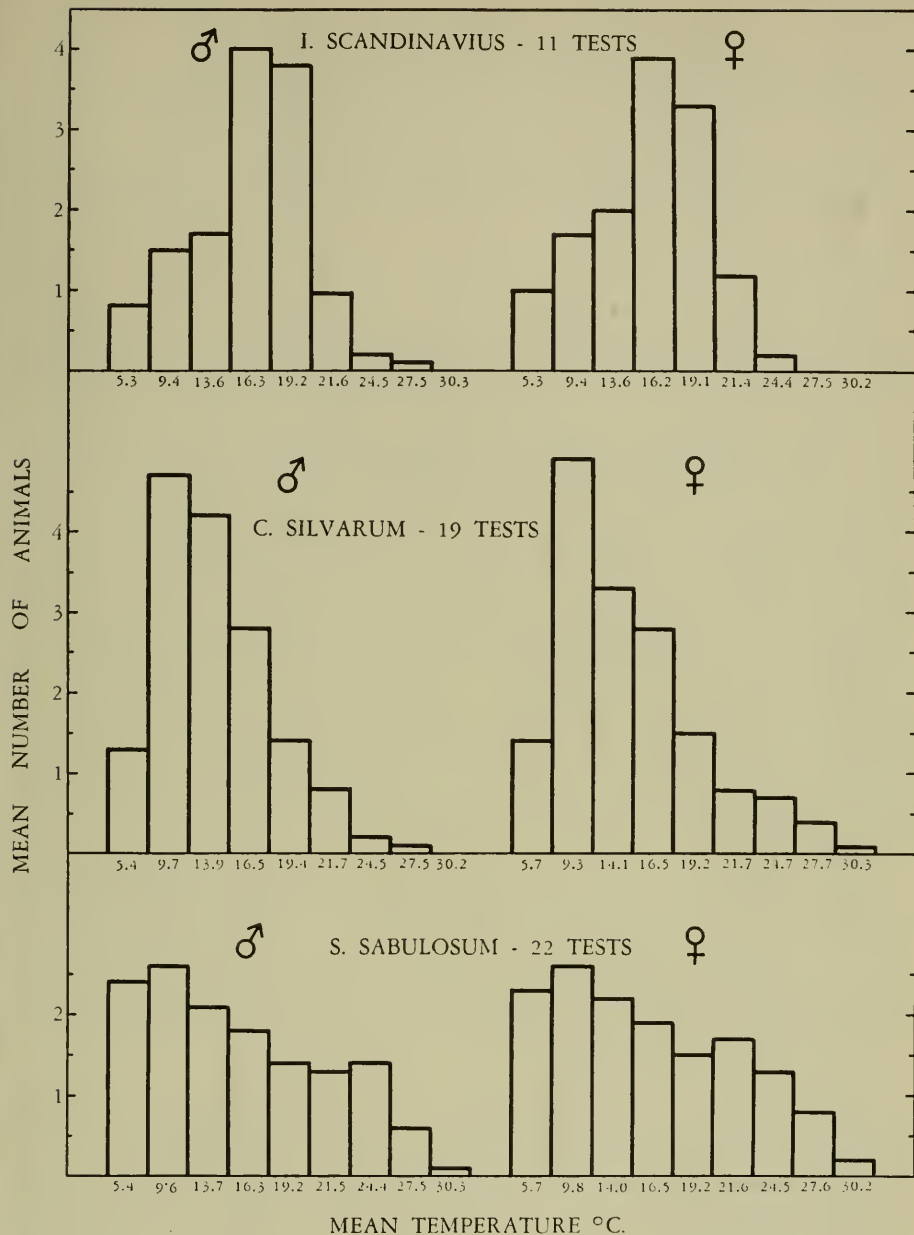 ♂ I. SCANDINAVIUS - 11 TESTS ♀
4
3
2
1
5.3 9.4 13.6 16.3 19.2 21.6 24.5 27.5 30.3 5.3 9.4 13.6 16.2 19.1 21.4 24.4 27.5 30.2
♂ ♀
C. SILVARUM - 19 TESTS
4
3
2
1
5.4 9.7 13.9 16.5 19.4 21.7 24.5 27.5 30.2 5.7 9.3 14.1 16.5 19.2 21.7 24.7 27.7 30.3
♂ S. SABULOSUM - 22 TESTS ♀
2
1
5.4 9.6 13.7 16.3 19.2 21.5 24.4 27.5 30.3 5.7 9.8 14.0 16.5 19.2 21.6 24.5 27.6 30.2
MEAN NUMBER OF ANIMALS
MEAN TEMPERATURE °C.